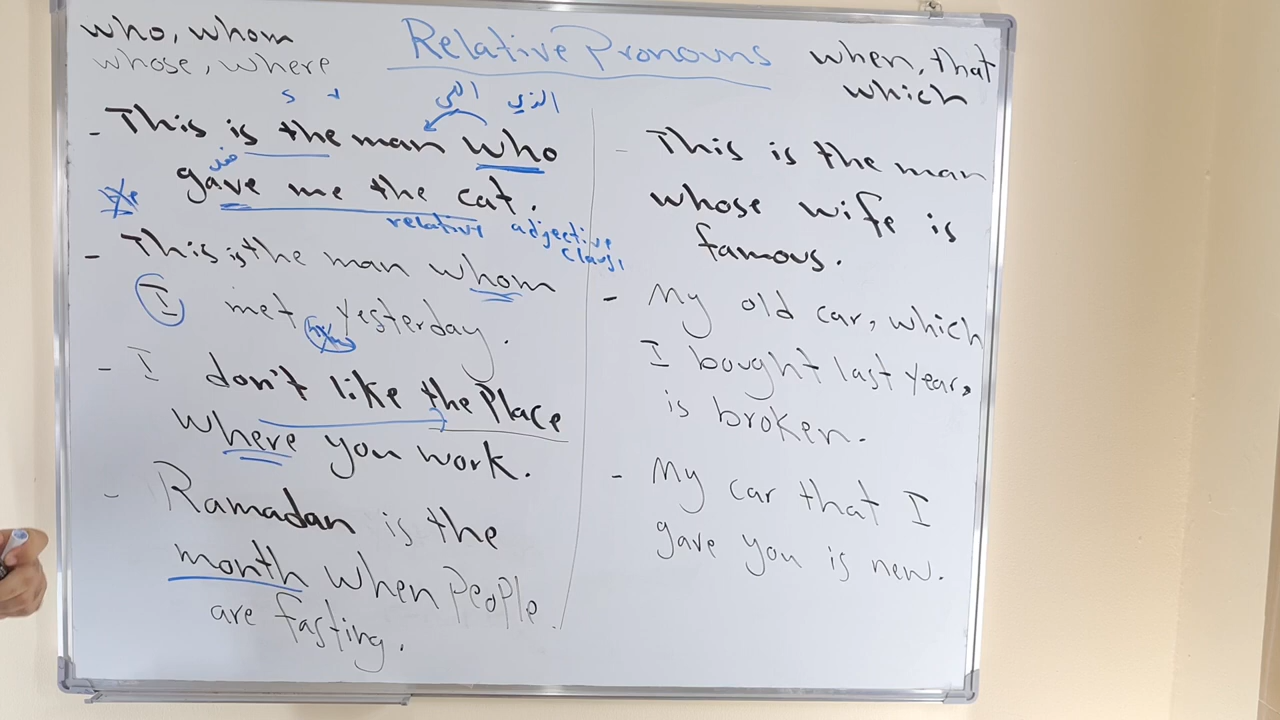 Relative Pronouns
who, whom
whose, where
when, that
which
الذي التي
- This is the man who
gave me the cat.
relative adjective
clause
- This is the man whom
I met yesterday.
- I don't like the Place
where you work.
- Ramadan is the
month when People
are fasting.
- This is the man
whose wife is
famous.
- My old car, which
I bought last year,
is broken.
- My car that I
gave you is new.